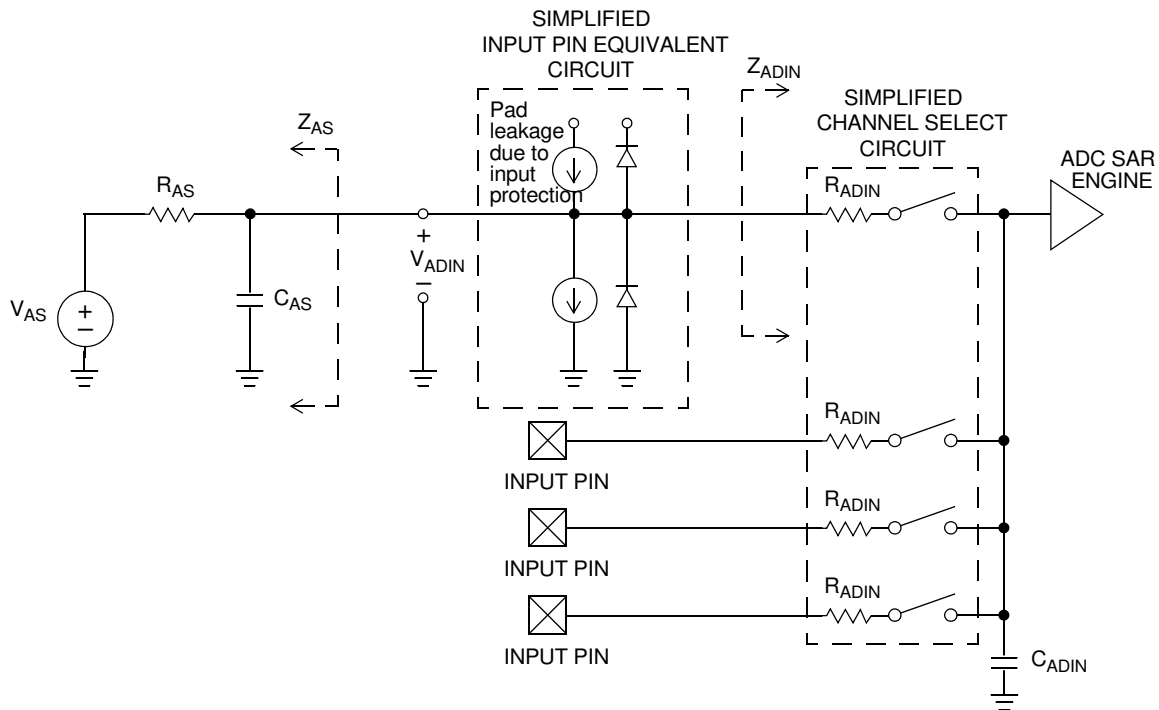 SIMPLIFIED
INPUT PIN EQUIVALENT
CIRCUIT
Pad
leakage
due to
input
protection
ZADIN
SIMPLIFIED
CHANNEL SELECT
CIRCUIT
ADC SAR
ENGINE
ZAS
RAS
RADIN
+
VADIN
–
CAS
VAS
+
–
RADIN
INPUT PIN
RADIN
INPUT PIN
RADIN
INPUT PIN
CADIN